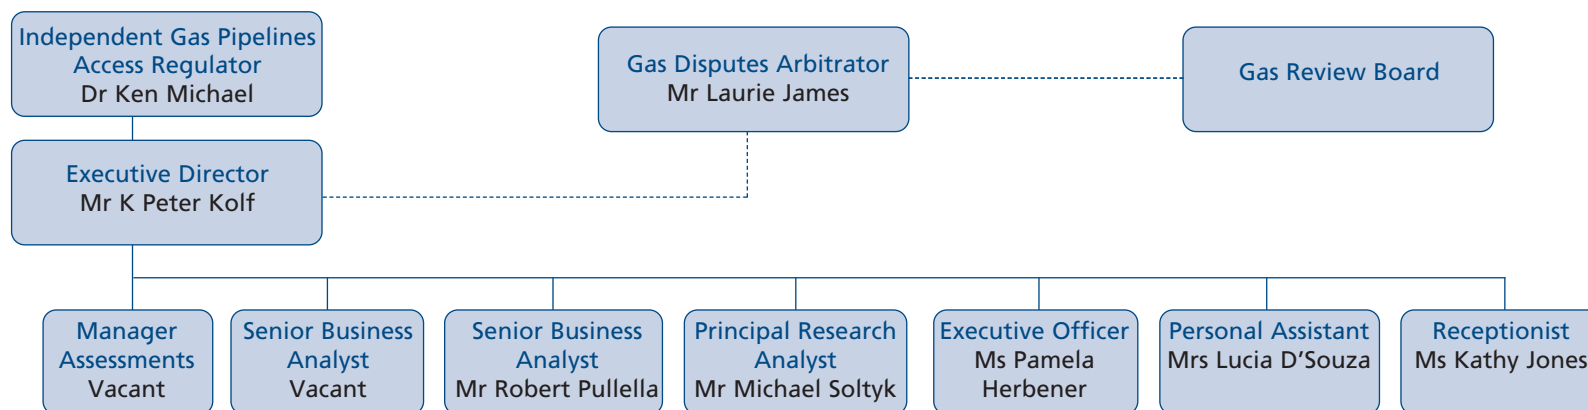 Independent Gas Pipelines
Access Regulator
Dr Ken Michael
Gas Disputes Arbitrator
Mr Laurie James
Gas Review Board
Executive Director
Mr K Peter Kolf
Manager
Assessments
Vacant
Senior Business
Analyst
Vacant
Senior Business
Analyst
Mr Robert Pullella
Principal Research
Analyst
Mr Michael Soltyk
Executive Officer
Ms Pamela
Herbener
Personal Assistant
Mrs Lucia D’Souza
Receptionist
Ms Kathy Jones